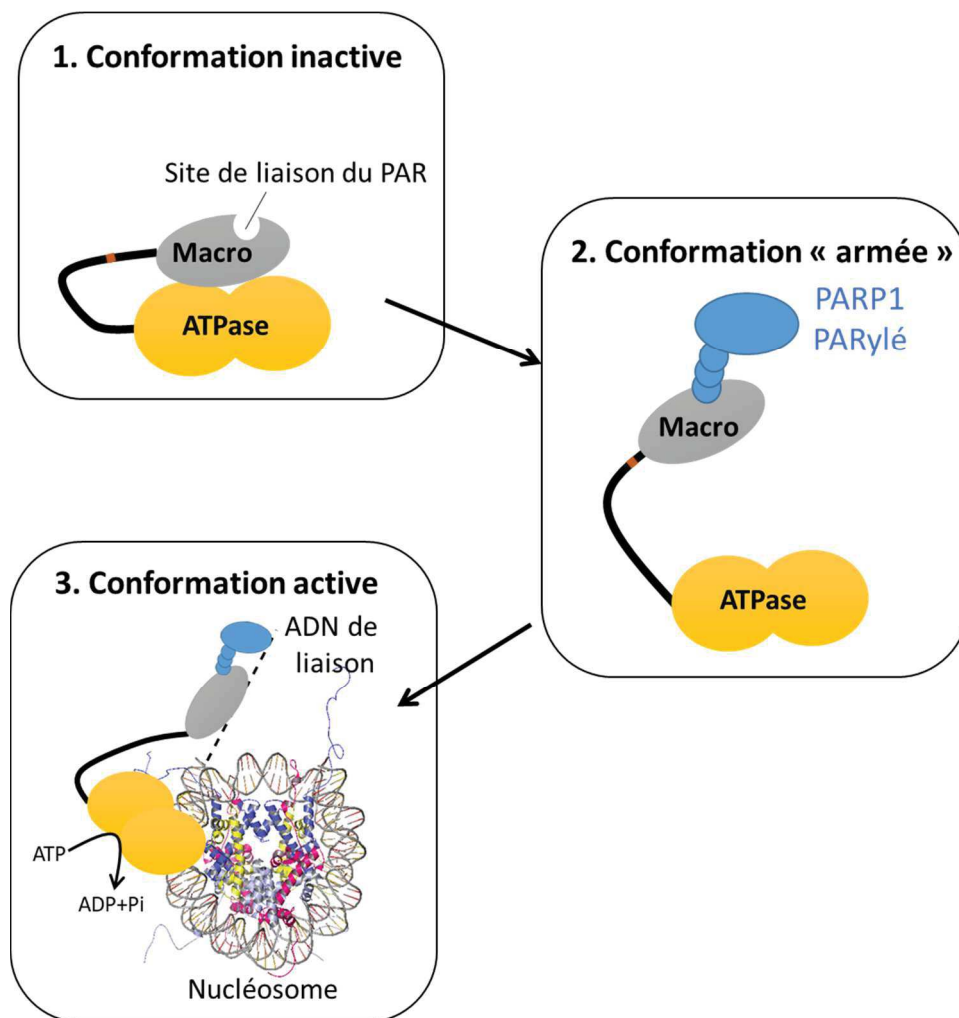 1. Conformation inactive
Site de liaison du PAR
Macro
ATPase
2. Conformation « armée »
PARP1
PARylé
Macro
ATPase
3. Conformation active
ADN de
liaison
ATP
ADP+Pi
Nucléosome